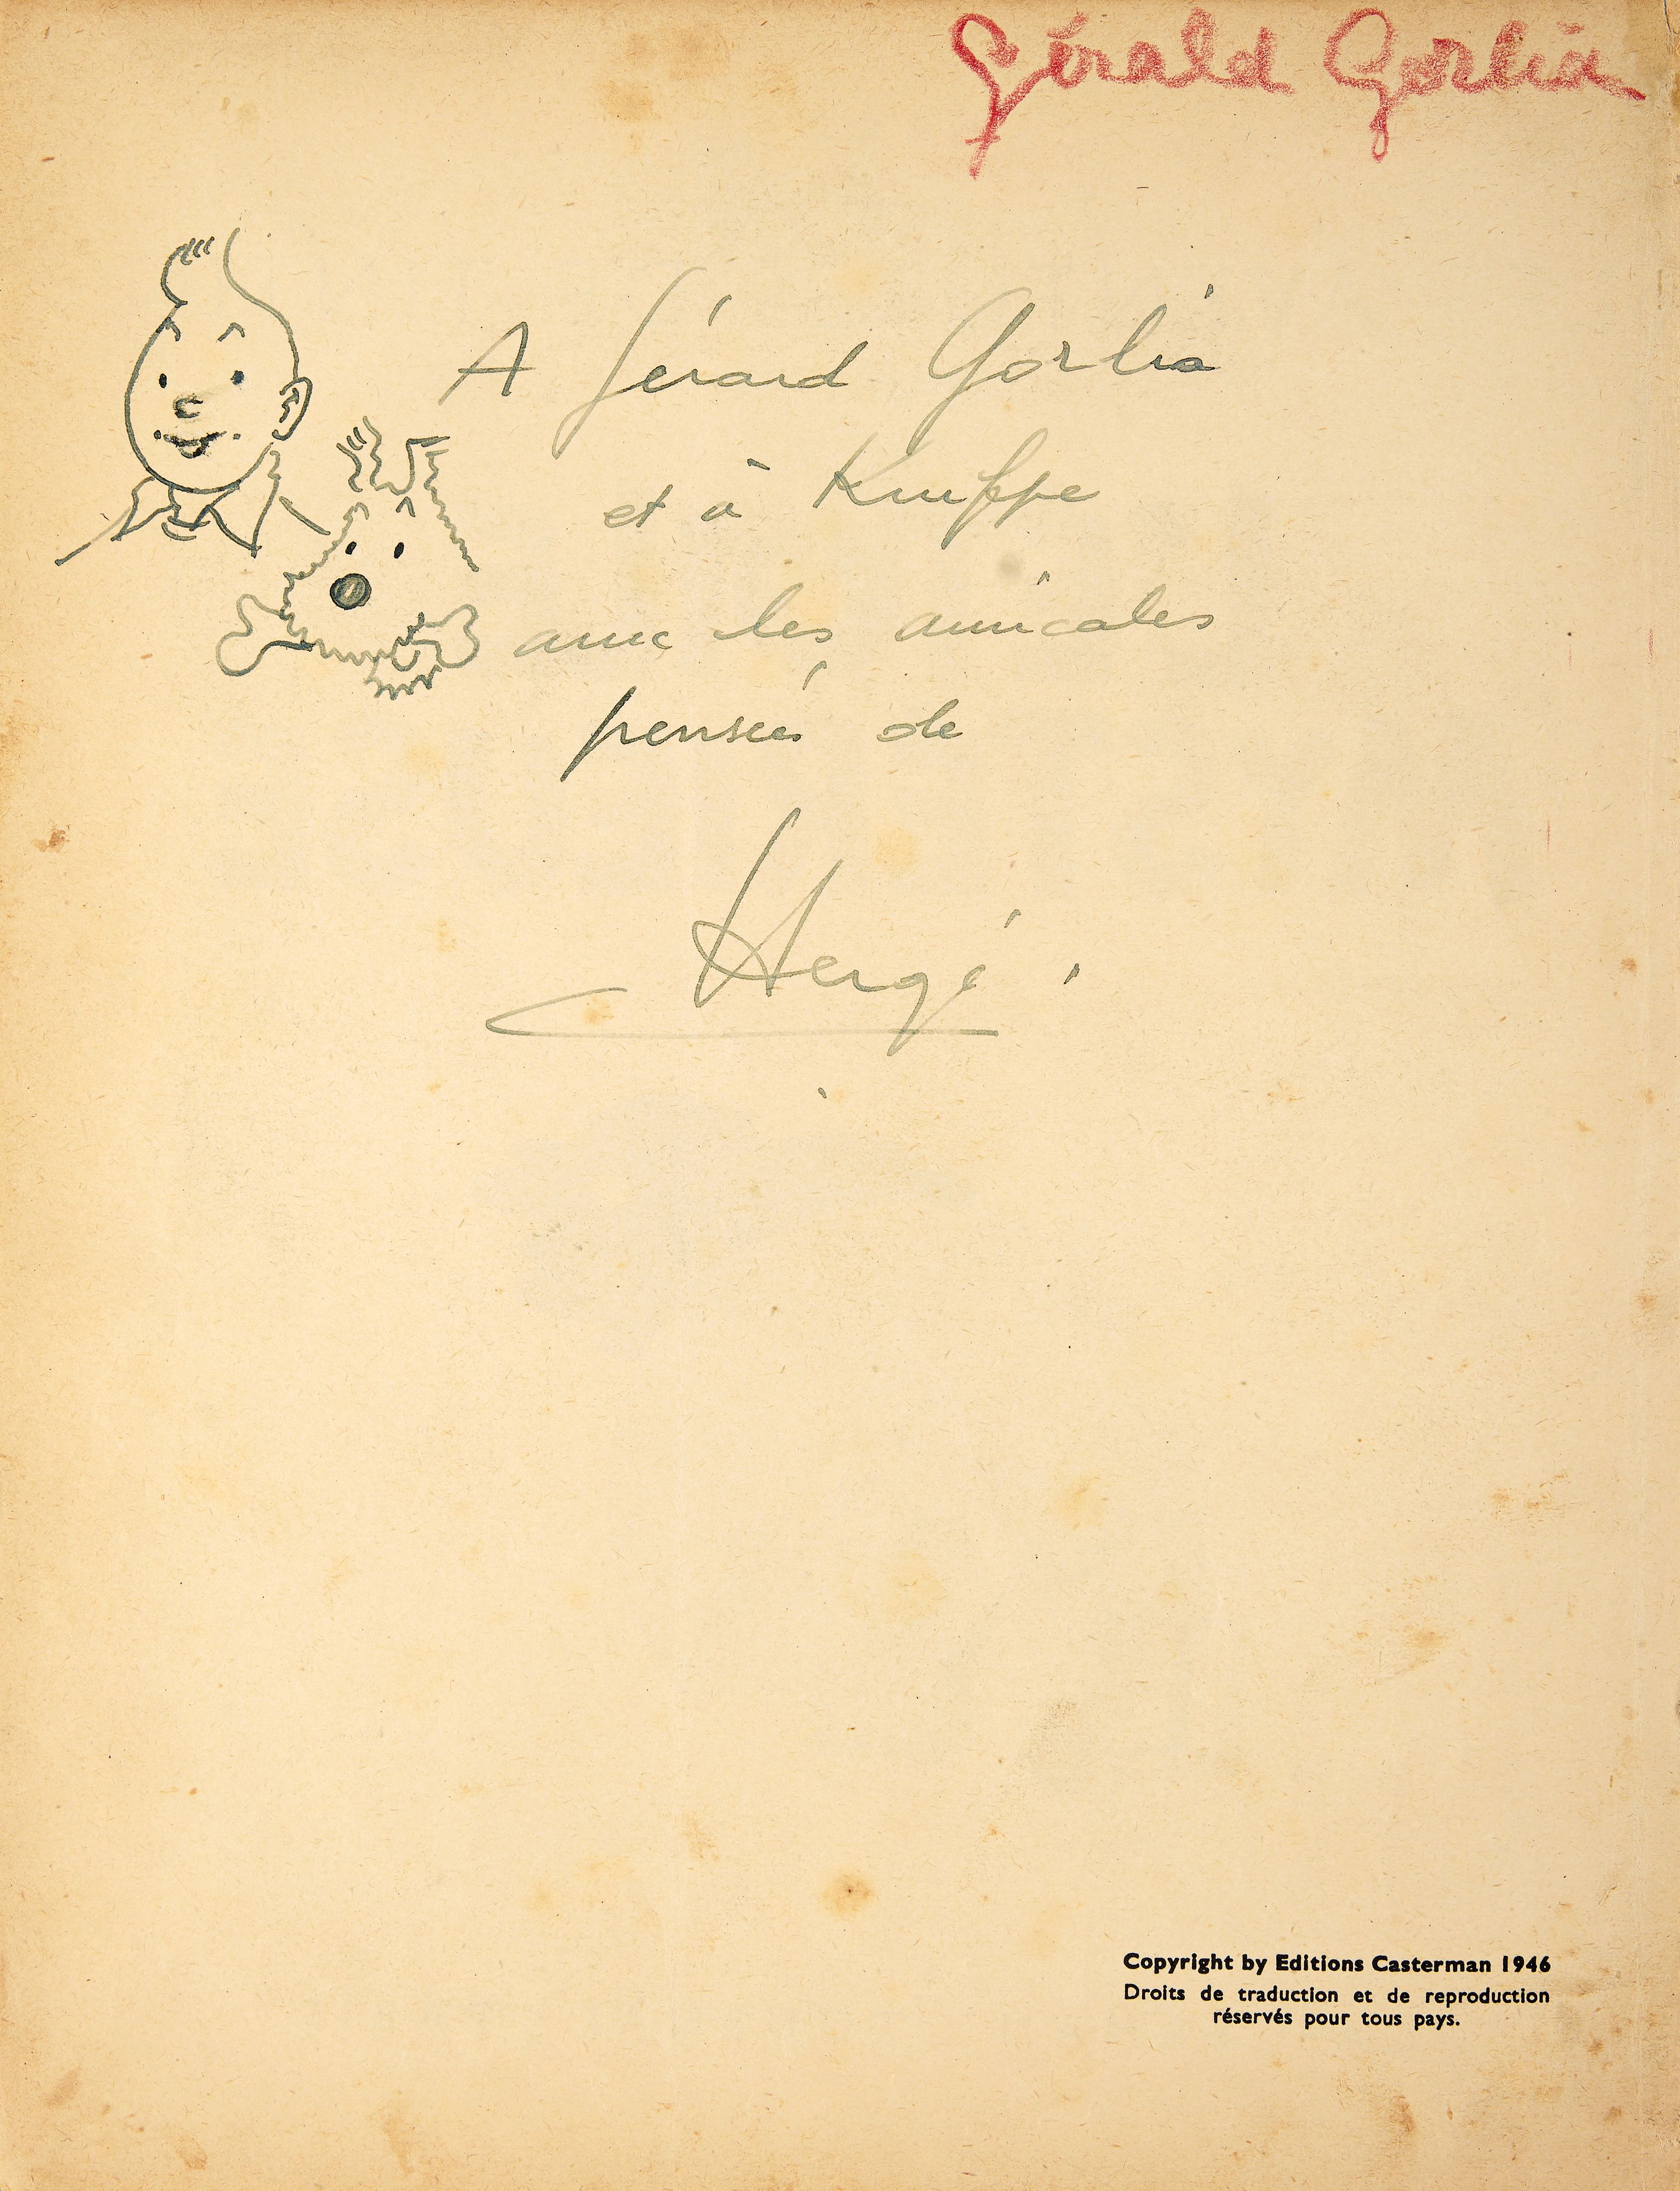 Gérald Gorlia
A Gérard Gorlia
et à
avec les amicales
pensées de
Hergé.
Copyright by Editions Casterman 1946
Droits de traduction et de reproduction
réservés pour tous pays.